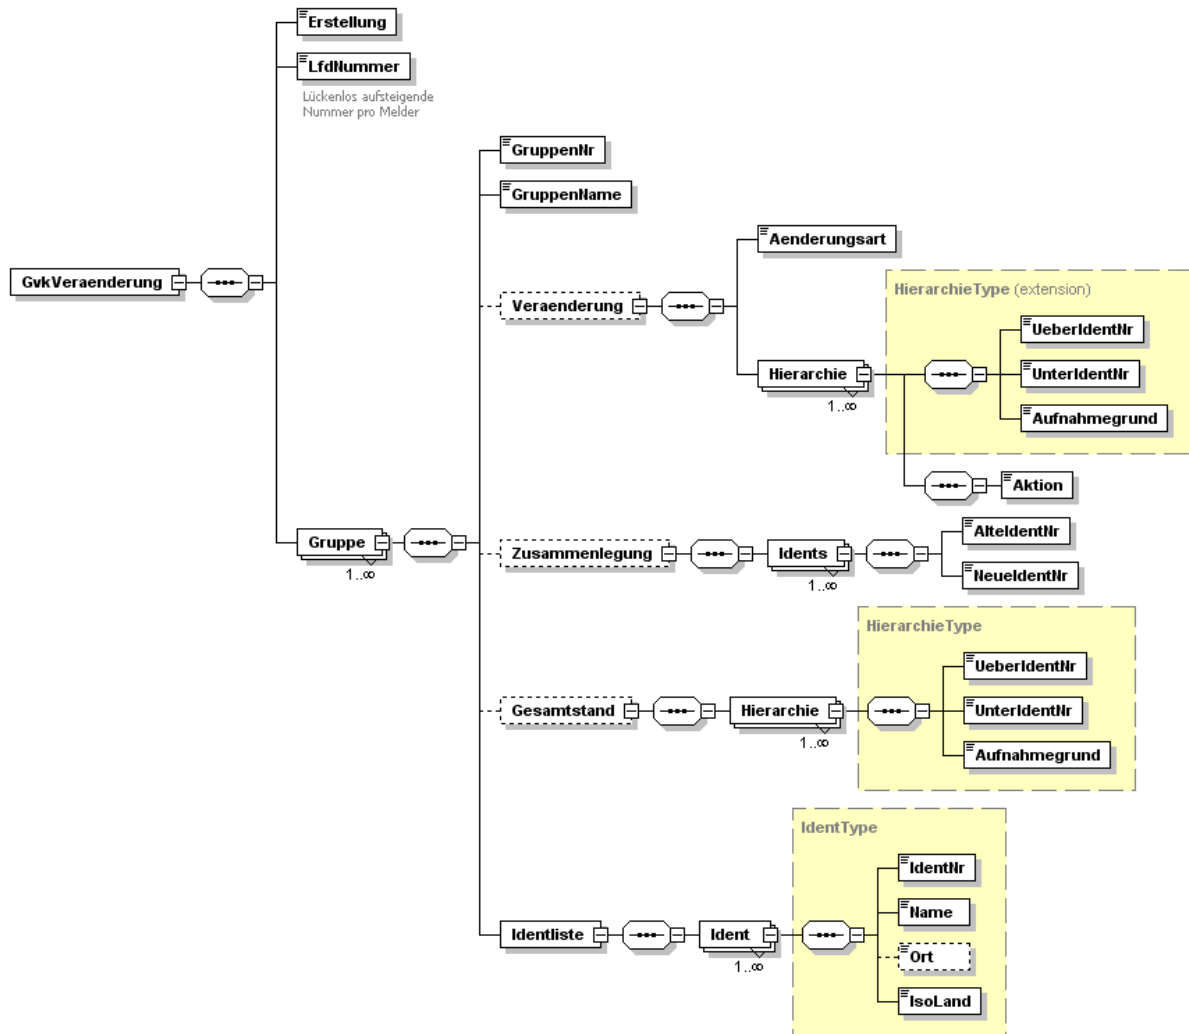 Erstellung
LfdNummer
Lückenlos aufsteigende
Nummer pro Melder
GruppenNr
GruppenName
Aenderungsart
GvkVeraenderung
HierarchieType (extension)
Veraenderung
UeberIdentNr
Hierarchie
1..∞
UnterIdentNr
Aufnahmegrund
Aktion
Gruppe
1..∞
Zusammenlegung
Idents
1..∞
AlteIdentNr
NeueIdentNr
HierarchieType
UeberIdentNr
Gesamtstand
Hierarchie
1..∞
UnterIdentNr
Aufnahmegrund
IdentType
IdentNr
Name
Identliste
Ident
1..∞
Ort
IsoLand